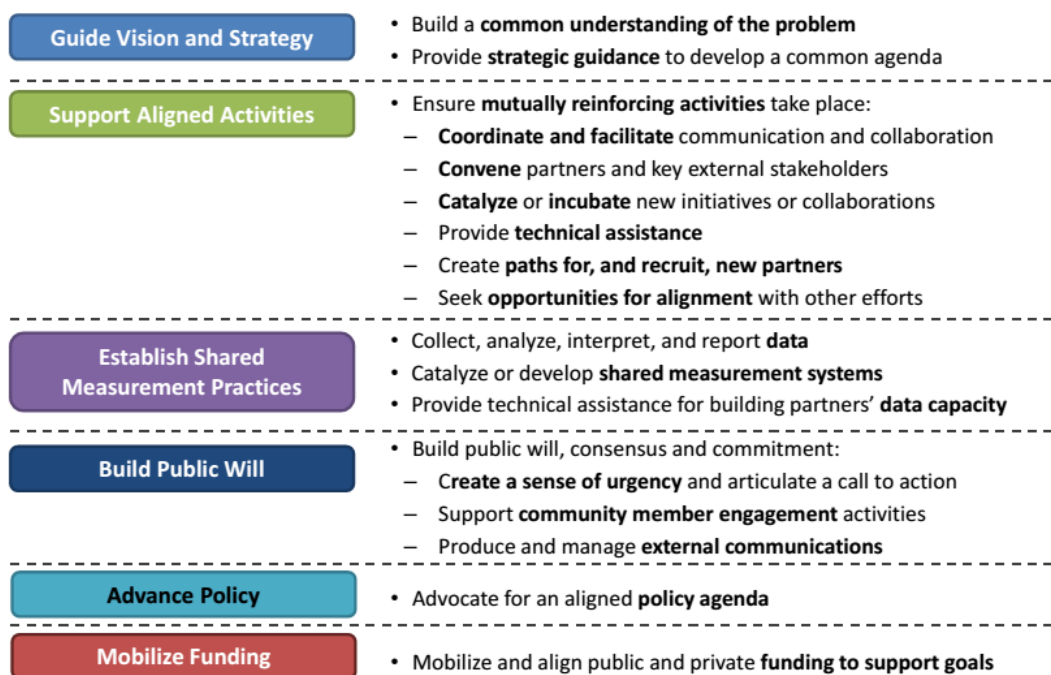 Guide Vision and Strategy
• Build a common understanding of the problem
• Provide strategic guidance to develop a common agenda
Support Aligned Activities
• Ensure mutually reinforcing activities take place:
– Coordinate and facilitate communication and collaboration
– Convene partners and key external stakeholders
– Catalyze or incubate new initiatives or collaborations
– Provide technical assistance
– Create paths for, and recruit, new partners
– Seek opportunities for alignment with other efforts
Establish Shared
Measurement Practices
• Collect, analyze, interpret, and report data
• Catalyze or develop shared measurement systems
• Provide technical assistance for building partners’ data capacity
Build Public Will
• Build public will, consensus and commitment:
– Create a sense of urgency and articulate a call to action
– Support community member engagement activities
– Produce and manage external communications
Advance Policy
• Advocate for an aligned policy agenda
Mobilize Funding
• Mobilize and align public and private funding to support goals